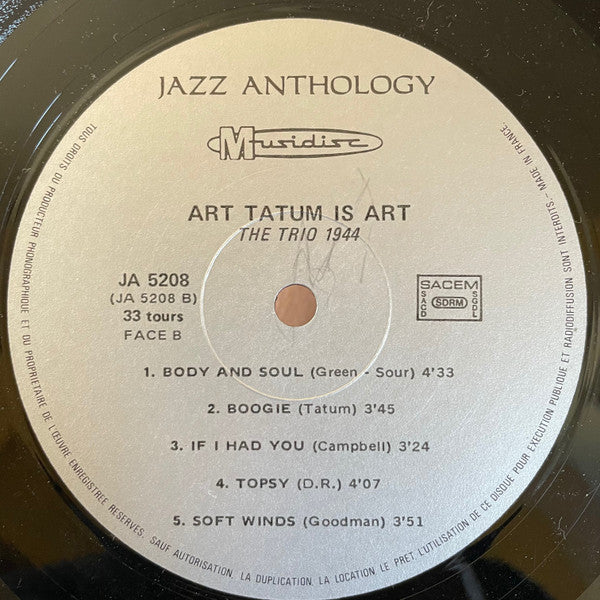 JAZZ ANTHOLOGY
Musidisc
ART TATUM IS ART
THE TRIO 1944
JA 5208
(JA 5208 B)
33 tours
FACE B
SACEM
SACD
SDRM
SGDL
1. BODY AND SOUL (Green - Sour) 4'33
2. BOOGIE (Tatum) 3'45
3. IF I HAD YOU (Campbell) 3'24
4. TOPSY (D.R.) 4'07
5. SOFT WINDS (Goodman) 3'51
TOUS DROITS DU PRODUCTEUR PHONOGRAPHIQUE ET DU PROPRIETAIRE DE L'ŒUVRE ENREGISTREE RESERVES. SAUF AUTORISATION, LA DUPLICATION, LA LOCATION LE PRET L'UTILISATION DE CE DISQUE POUR EXECUTION PUBLIQUE ET RADIODIFFUSION SONT INTERDITS.- MADE IN FRANCE.